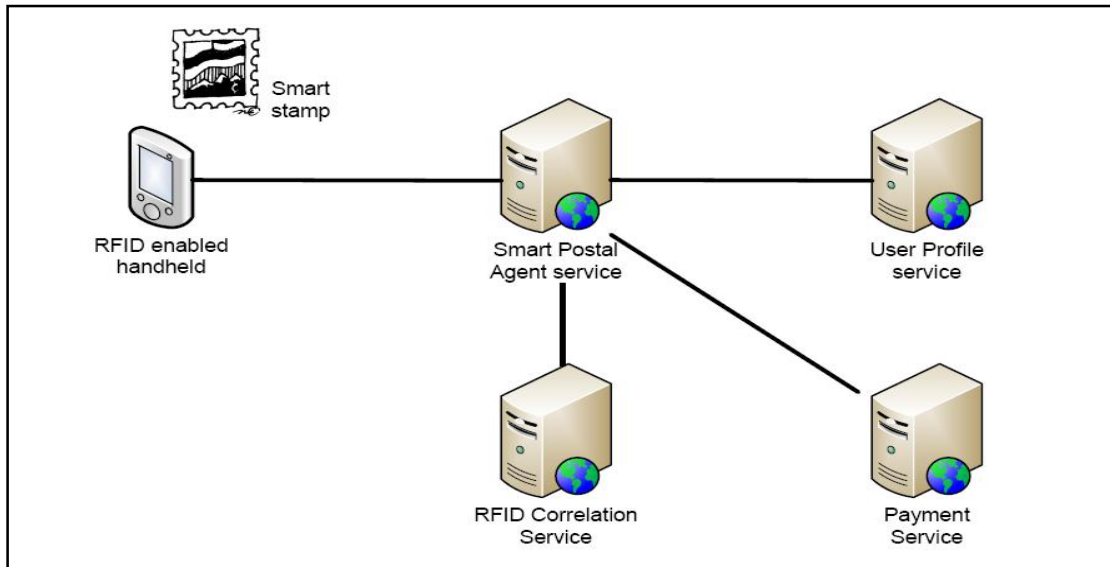 Smart
stamp
RFID enabled
handheld
Smart Postal
Agent service
User Profile
service
RFID Correlation
Service
Payment
Service